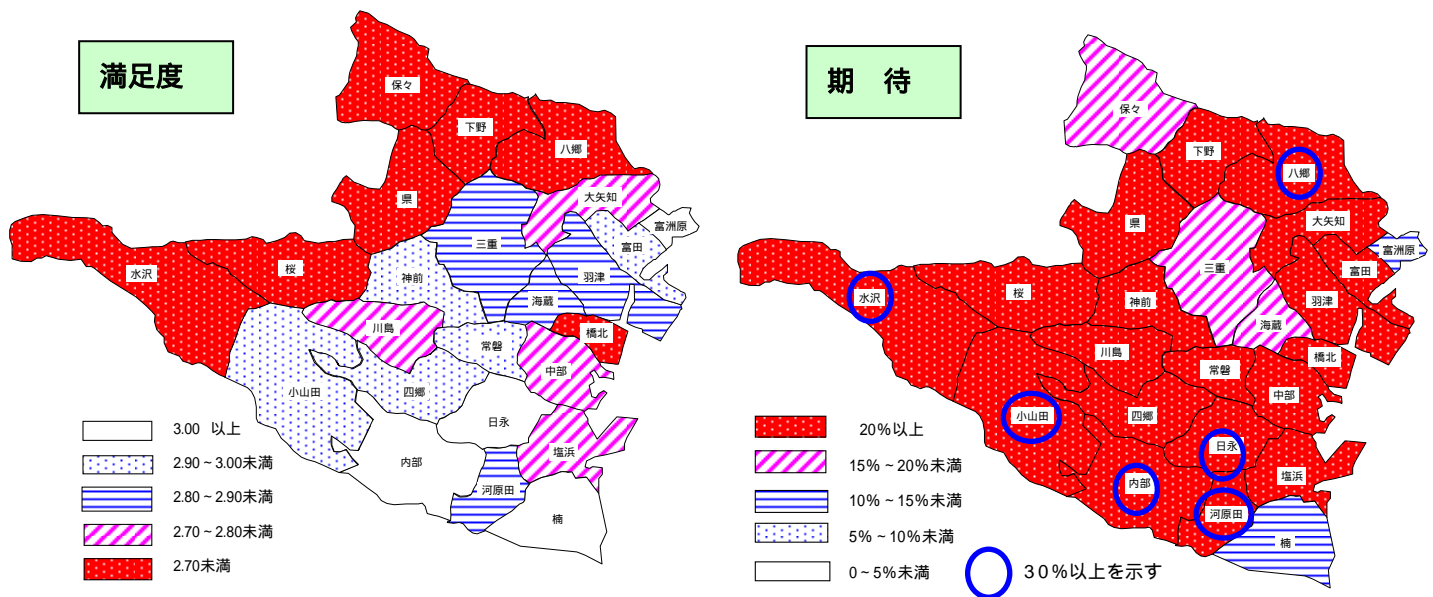 満足度
保々
下野
八郷
県
大矢知
富洲原
富田
三重
羽津
神前
水沢
桜
海蔵
川島
橋北
常磐
中部
小山田
四郷
日永
塩浜
内部
河原田
楠
3.00 以上
2.90～3.00未満
2.80～2.90未満
2.70～2.80未満
2.70未満
期 待
保々
下野
八郷
県
大矢知
富洲原
三重
富田
水沢
桜
神前
羽津
海蔵
川島
橋北
常磐
中部
小山田
四郷
日永
内部
塩浜
河原田
楠
20％以上
15％～20％未満
10％～15％未満
5％～10％未満
0～5％未満
30％以上を示す